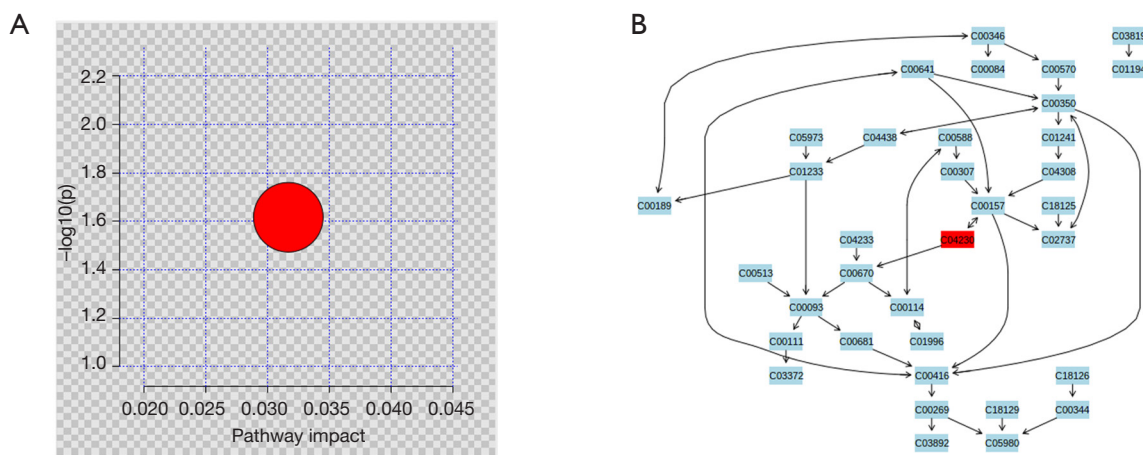 A
2.2
2.0
1.8
1.6
1.4
1.2
1.0
−log10(p)
0.020 0.025 0.030 0.035 0.040 0.045
Pathway impact
B
C00346 C03819
C00641 C00084 C00570 C01194
C00350
C05973 C04438 C00588 C01241
C01233 C00307 C04308
C00189 C00157 C18125
C04233 C04230 C02737
C00513 C00670
C00093 C00114
C00111 C00681 C01996
C03372 C00416 C18126
C00269 C18129 C00344
C03892 C05980